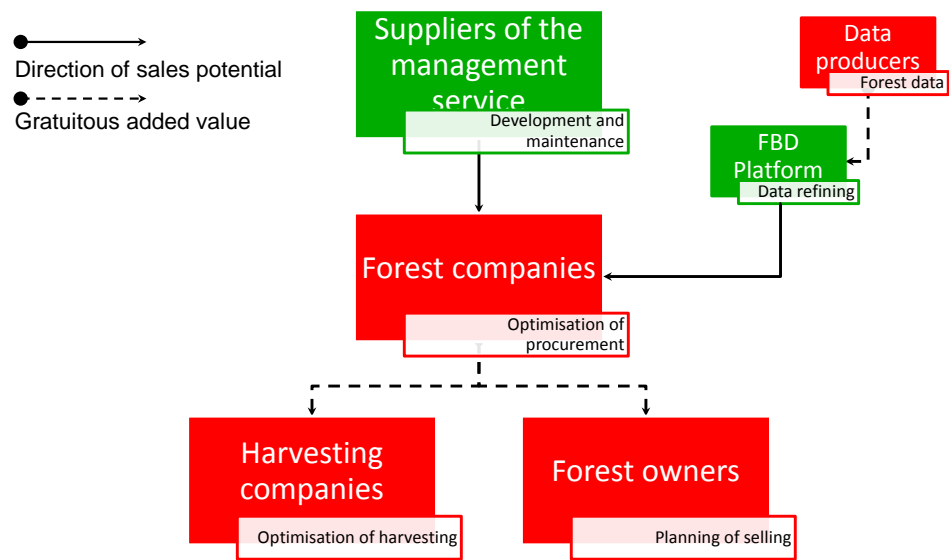 Direction of sales potential
Gratuitous added value
Suppliers of the
management
service
Development and
maintenance
Data
producers
Forest data
FBD
Platform
Data refining
Forest companies
Optimisation of
procurement
Harvesting
companies
Optimisation of harvesting
Forest owners
Planning of selling